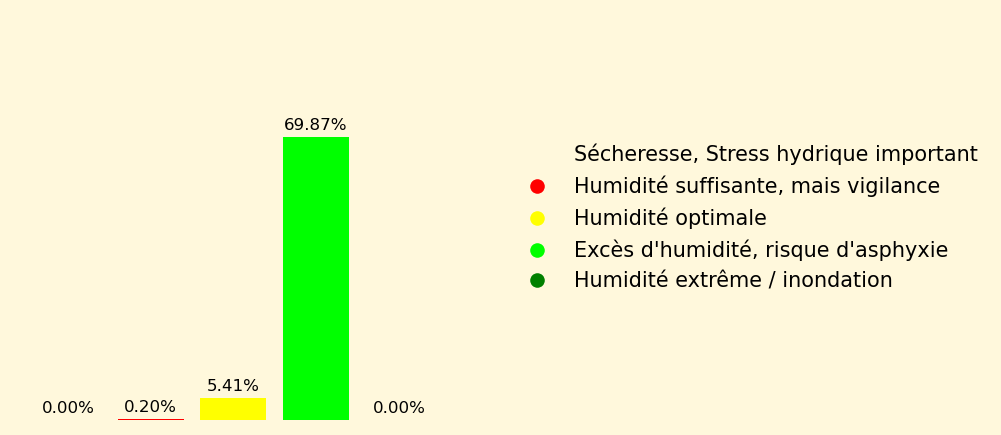 69.87%
5.41%
0.00%
0.20%
0.00%
Sécheresse, Stress hydrique important
Humidité suffisante, mais vigilance
Humidité optimale
Excès d'humidité, risque d'asphyxie
Humidité extrême / inondation